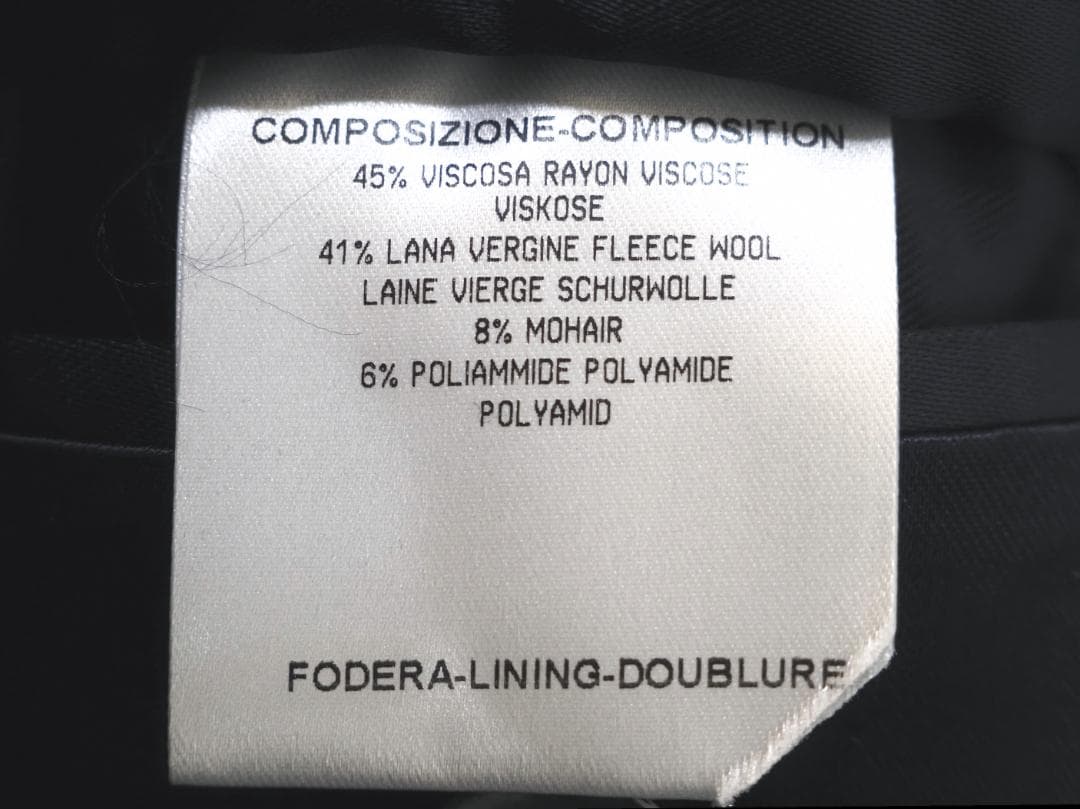 COMPOSIZIONE-COMPOSITION
45% VISCOSA RAYON VISCOSE
VISKOSE
41% LANA VERGINE FLEECE WOOL
LAINE VIERGE SCHURWOLLE
8% MOHAIR
6% POLIAMMIDE POLYAMIDE
POLYAMID
FODERA-LINING-DOUBLURE